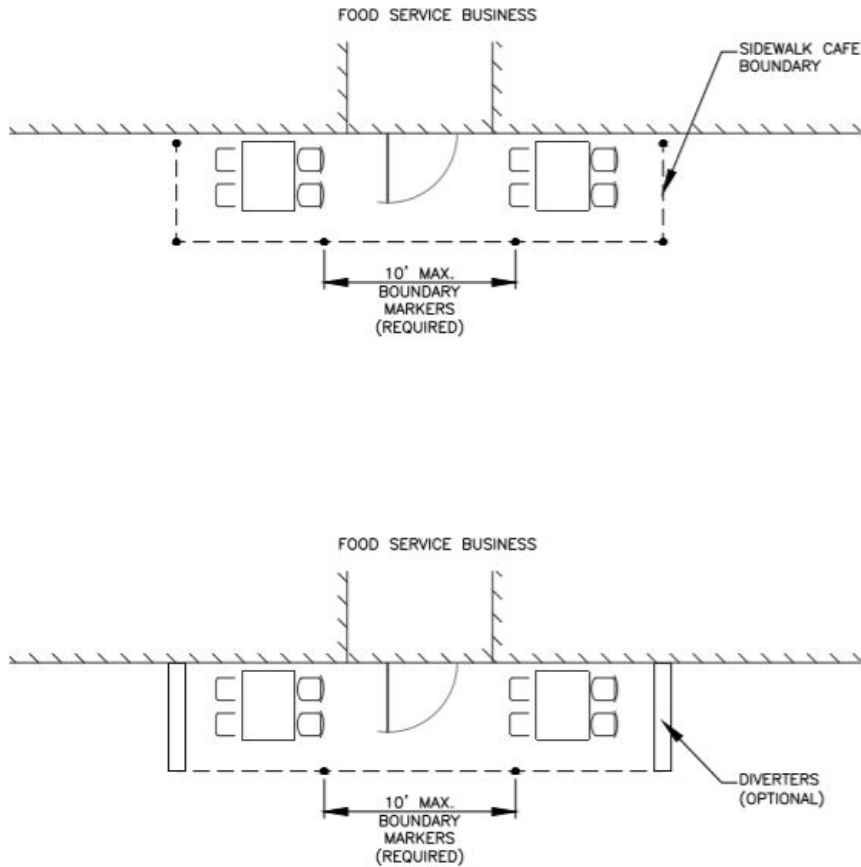 FOOD SERVICE BUSINESS
SIDEWALK CAFE
BOUNDARY
10' MAX.
BOUNDARY
MARKERS
(REQUIRED)
FOOD SERVICE BUSINESS
10' MAX.
BOUNDARY
MARKERS
(REQUIRED)
DIVERTERS
(OPTIONAL)